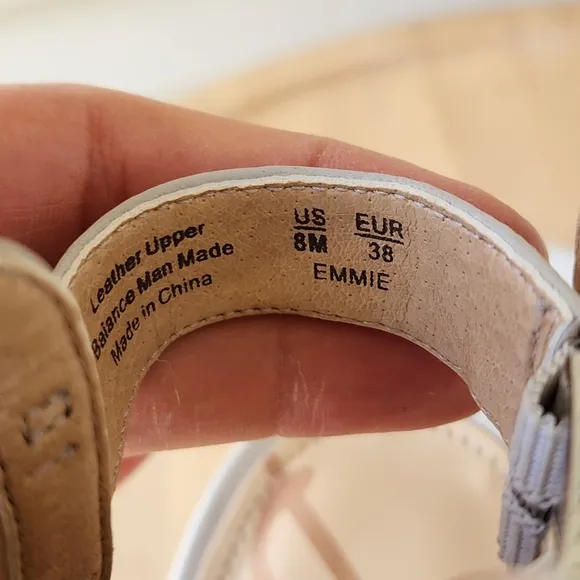 Leather Upper
Balance Man Made
Made in China
US EUR
8M 38
EMMIE